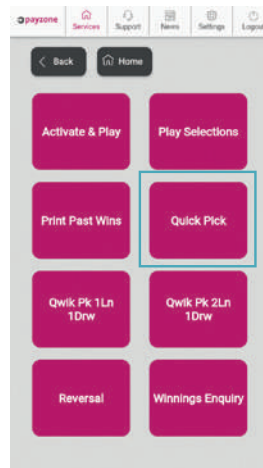 payzone Services Support News Settings Logout
< Back Home
Activate & Play Play Selections
Print Past Wins Quick Pick
Qwik Pk 1Ln Qwik Pk 2Ln
1Drw 1Drw
Reversal Winnings Enquiry